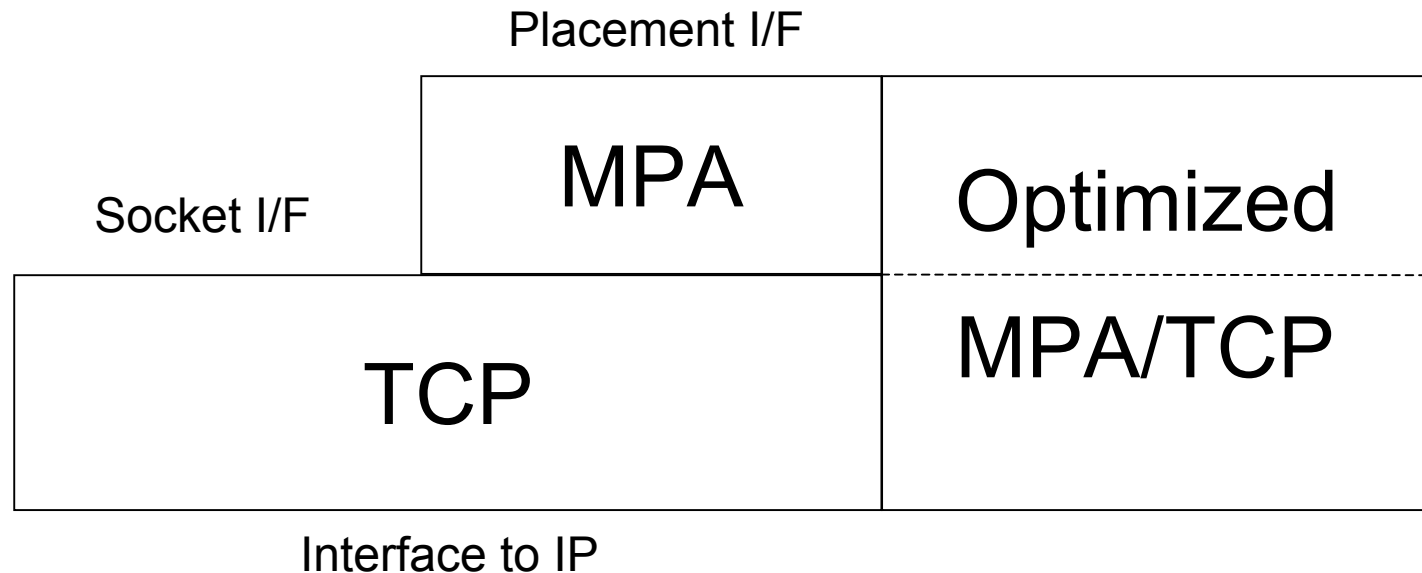 Placement I/F
MPA
Socket I/F
Optimized
MPA/TCP
TCP
Interface to IP